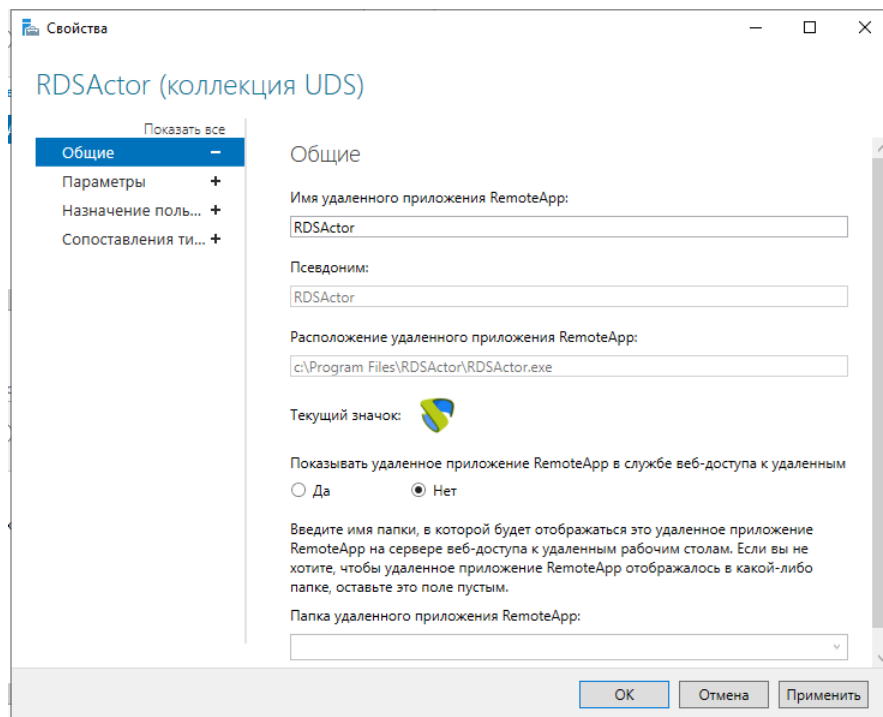 Свойства
RDSActor (коллекция UDS)
Показать все
Общие
Параметры
Назначение поль...
Сопоставления ти...
Общие
Имя удаленного приложения RemoteApp:
RDSActor
Псевдоним:
RDSActor
Расположение удаленного приложения RemoteApp:
c:\Program Files\RDSActor\RDSActor.exe
Текущий значок:
Показывать удаленное приложение RemoteApp в службе веб-доступа к удаленным
Да Нет
Введите имя папки, в которой будет отображаться это удаленное приложение
RemoteApp на сервере веб-доступа к удаленным рабочим столам. Если вы не
хотите, чтобы удаленное приложение RemoteApp отображалось в какой-либо
папке, оставьте это поле пустым.
Папка удаленного приложения RemoteApp:
ОК Отмена Применить